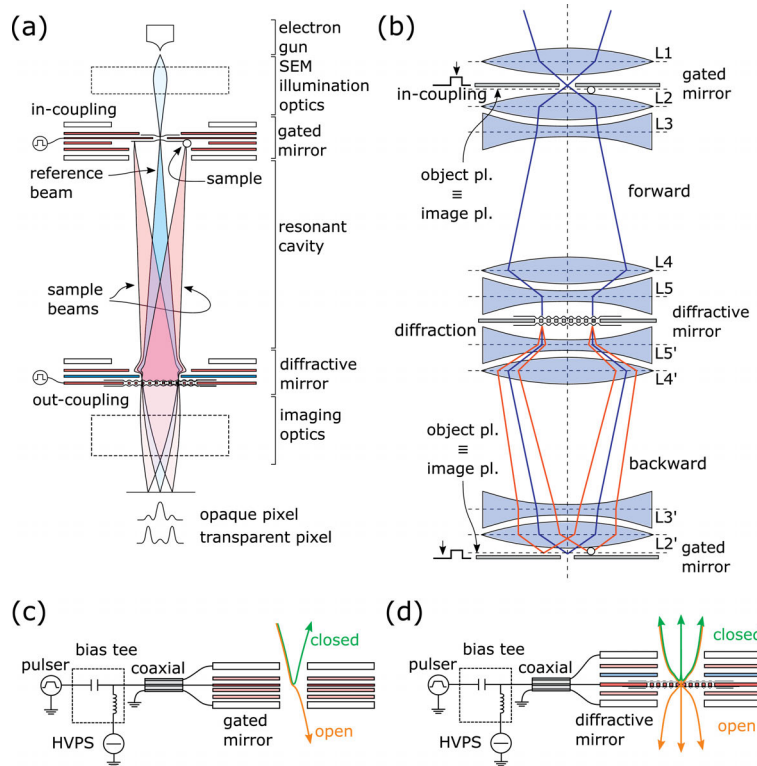 (a)
electron
gun
SEM
illumination
optics
in-coupling
gated
mirror
reference
beam
sample
resonant
cavity
sample
beams
diffractive
mirror
out-coupling
imaging
optics
opaque pixel
transparent pixel
(b)
L1
gated
mirror
in-coupling
L2
L3
object pl.
≡
image pl.
forward
L4
L5
diffraction
diffractive
mirror
L5'
L4'
object pl.
≡
image pl.
backward
L3'
L2'
gated
mirror
(c)
bias tee
pulser
coaxial
closed
gated
mirror
open
HVPS
(d)
bias tee
pulser
coaxial
closed
diffractive
mirror
open
HVPS